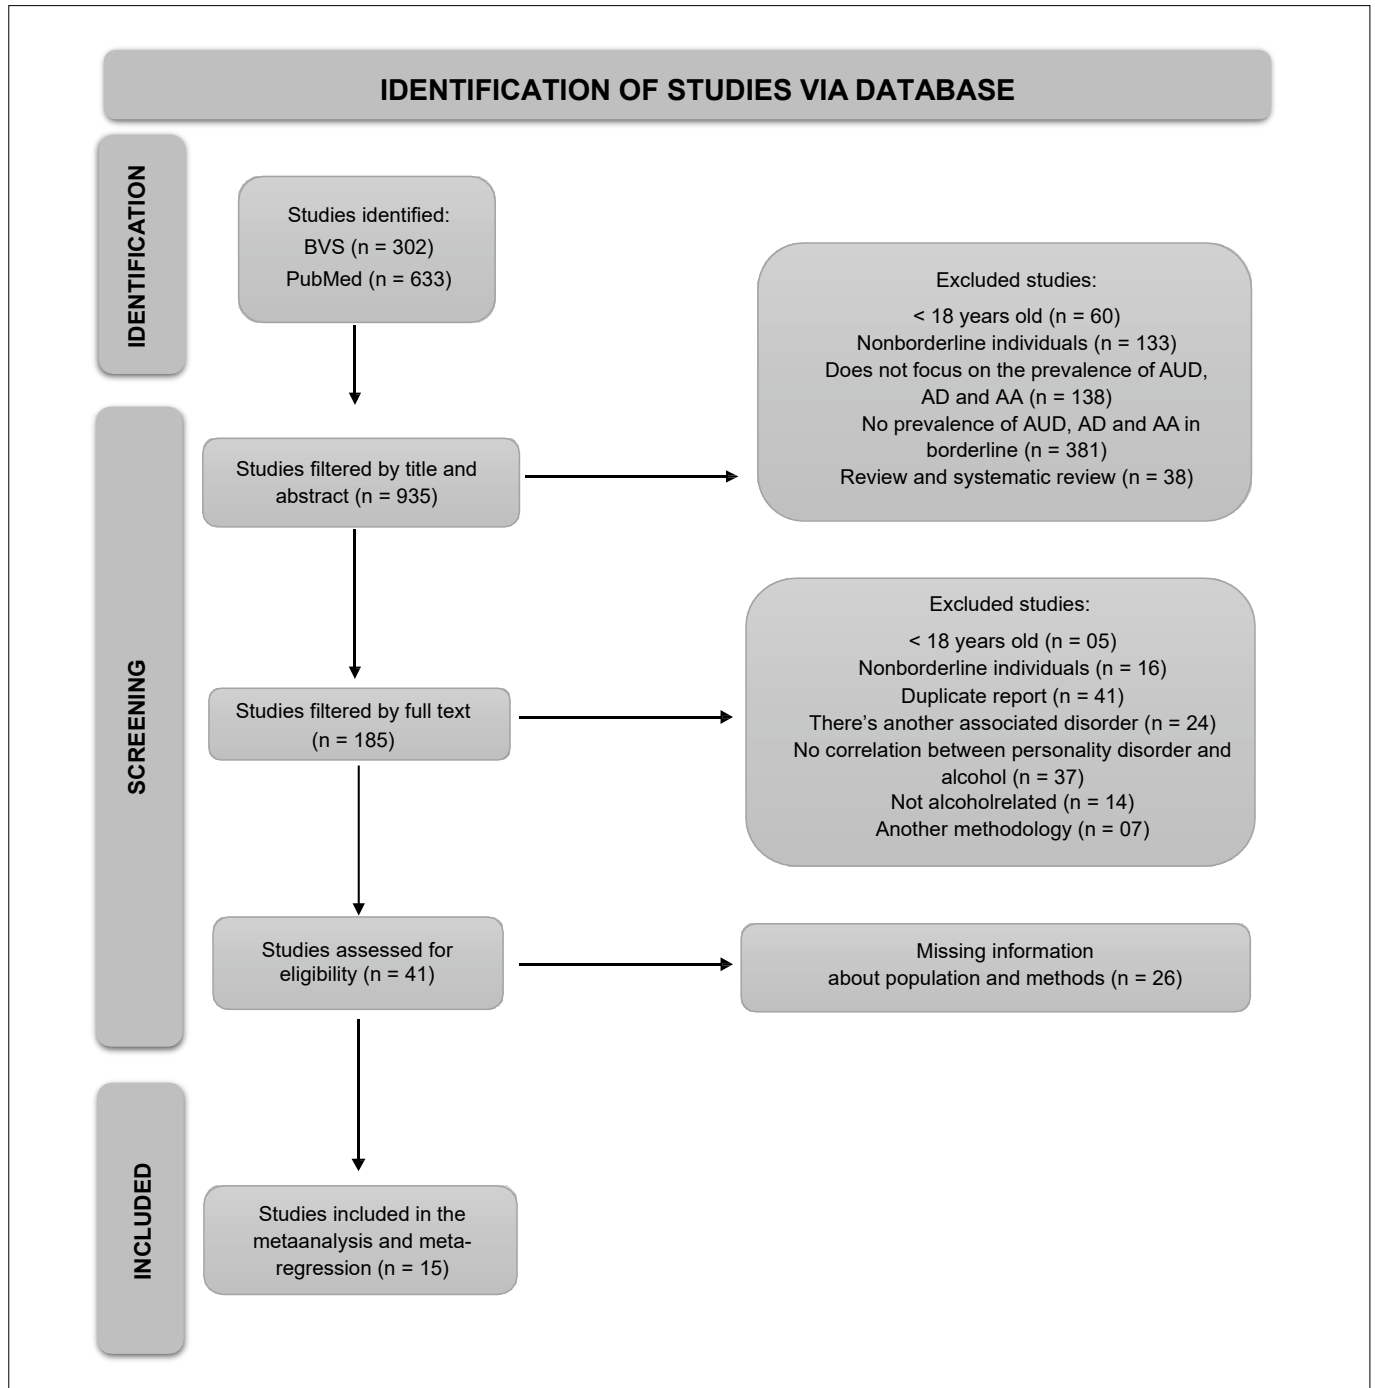 IDENTIFICATION OF STUDIES VIA DATABASE
IDENTIFICATION
Studies identified:
BVS (n = 302)
PubMed (n = 633)
Excluded studies:
< 18 years old (n = 60)
Nonborderline individuals (n = 133)
Does not focus on the prevalence of AUD,
AD and AA (n = 138)
No prevalence of AUD, AD and AA in
borderline (n = 381)
Review and systematic review (n = 38)
SCREENING
Studies filtered by title and
abstract (n = 935)
Studies filtered by full text
(n = 185)
Excluded studies:
< 18 years old (n = 05)
Nonborderline individuals (n = 16)
Duplicate report (n = 41)
There's another associated disorder (n = 24)
No correlation between personality disorder and
alcohol (n = 37)
Not alcoholrelated (n = 14)
Another methodology (n = 07)
Studies assessed for
eligibility (n = 41)
Missing information
about population and methods (n = 26)
INCLUDED
Studies included in the
metaanalysis and meta-
regression (n = 15)